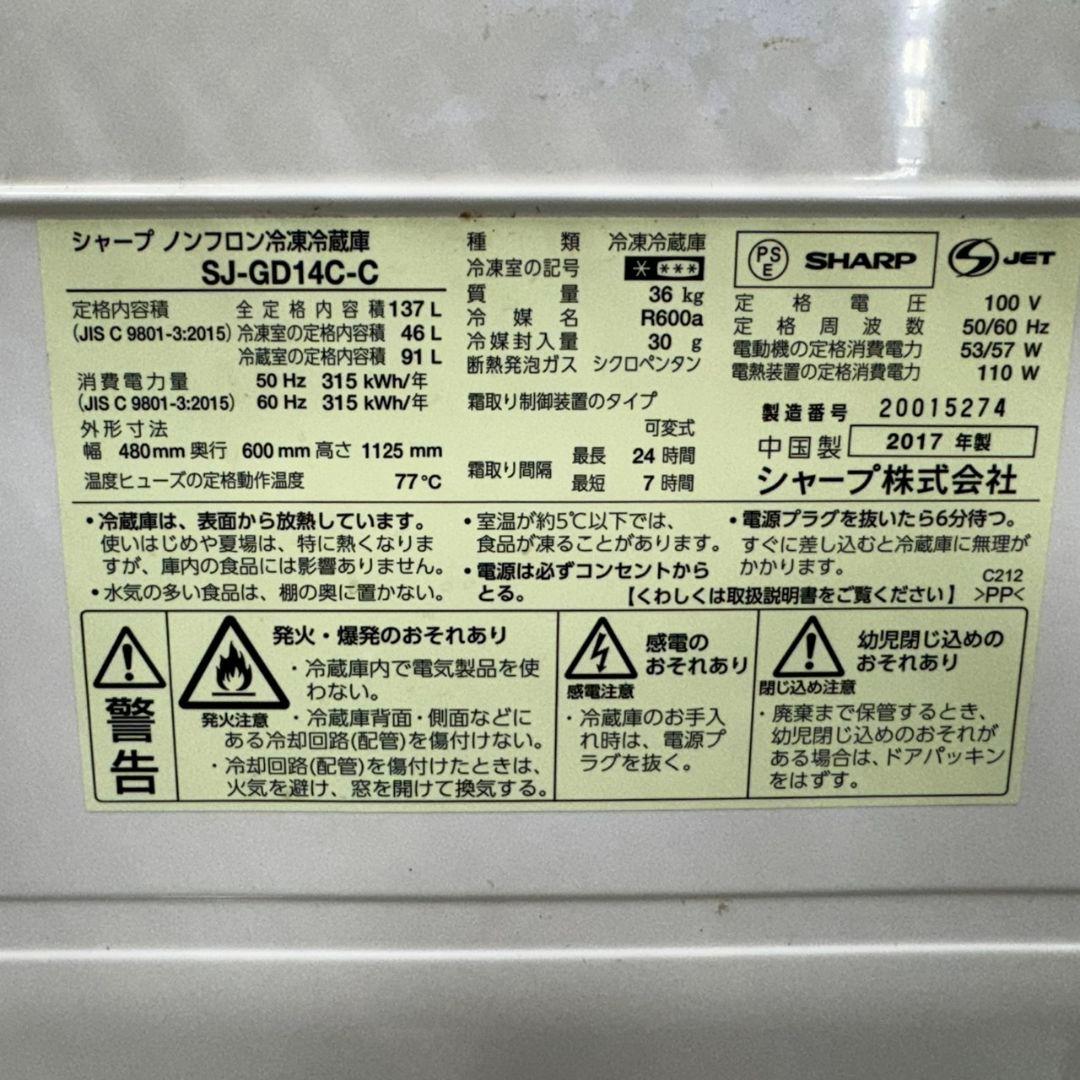 シャープ ノンフロン冷凍冷蔵庫
SJ-GD14C-C
定格内容積 全定格内容積 137 L
(JIS C 9801-3:2015) 冷凍室の定格内容積 46 L
冷蔵室の定格内容積 91 L
消費電力量 50 Hz 315 kWh/年
(JIS C 9801-3:2015) 60 Hz 315 kWh/年
外形寸法
幅 480mm 奥行 600mm 高さ 1125 mm
温度ヒューズの定格動作温度 77℃
種類 冷凍冷蔵庫
冷凍室の記号 * ***
質量 36 kg
冷媒名 R600a
冷媒封入量 30 g
断熱発泡ガス シクロペンタン
霜取り制御装置のタイプ
可変式
霜取り間隔 最長 24 時間
最短 7 時間
PS E SHARP S JET
定格電圧 100 V
定格周波数 50/60 Hz
電動機の定格消費電力 53/57 W
電熱装置の定格消費電力 110 W
製造番号 20015274
中国製 2017 年製
シャープ株式会社
・冷蔵庫は、表面から放熱しています。
使いはじめや夏場は、特に熱くなりま
すが、庫内の食品には影響ありません。
・水気の多い食品は、棚の奥に置かない。
・室温が約5℃以下では、
食品が凍ることがあります。
・電源は必ずコンセントから
とる。
・電源プラグを抜いたら6分待つ。
すぐに差し込むと冷蔵庫に無理が
かかります。
C212
【くわしくは取扱説明書をご覧ください】 >PP<
警告
発火・爆発のおそれあり
発火注意
・冷蔵庫内で電気製品を使
わない。
・冷蔵庫背面・側面などに
ある冷却回路(配管)を傷付けない。
・冷却回路(配管)を傷付けたときは、
火気を避け、窓を開けて換気する。
感電の
おそれあり
感電注意
・冷蔵庫のお手入
れ時は、電源プ
ラグを抜く。
幼児閉じ込めの
おそれあり
閉じ込め注意
・廃棄まで保管するとき、
幼児閉じ込めのおそれが
ある場合は、ドアパッキン
をはずす。